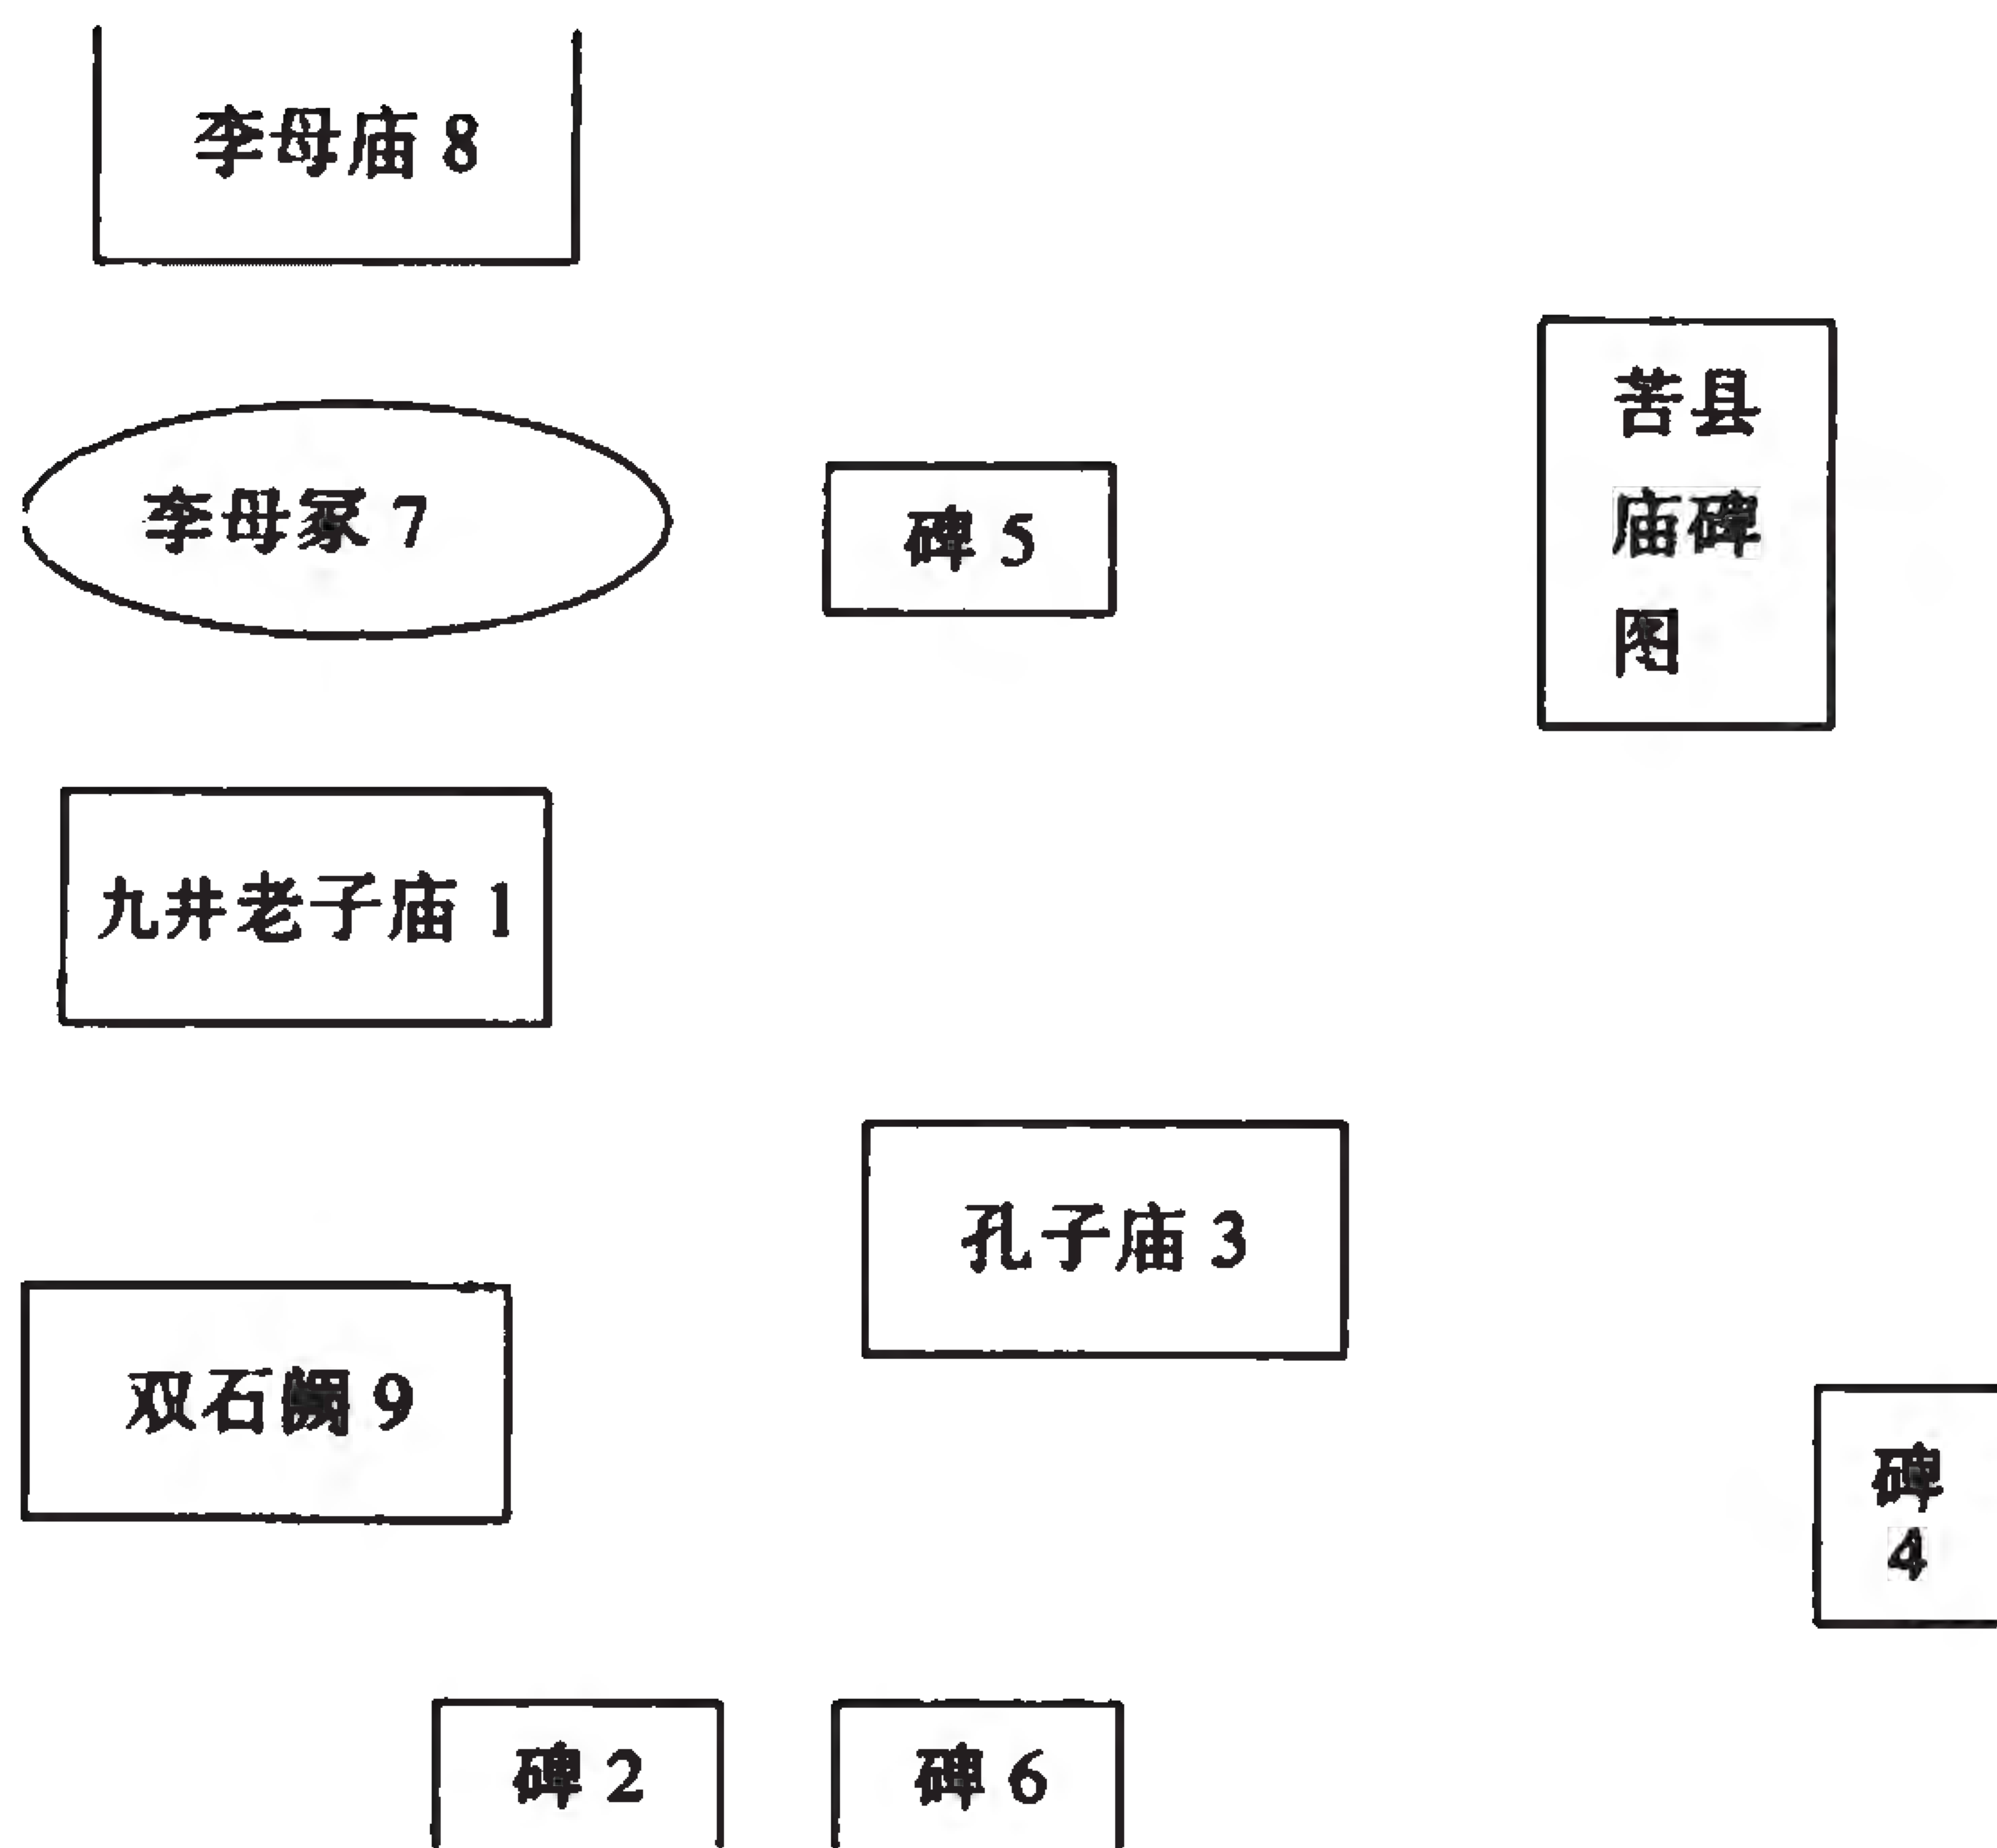 李母庙 8
李母冢 7
碑 5
苦县
庙碑
图
九井老子庙 1
孔子庙 3
双石阙 9
碑
4
碑 2
碑 6